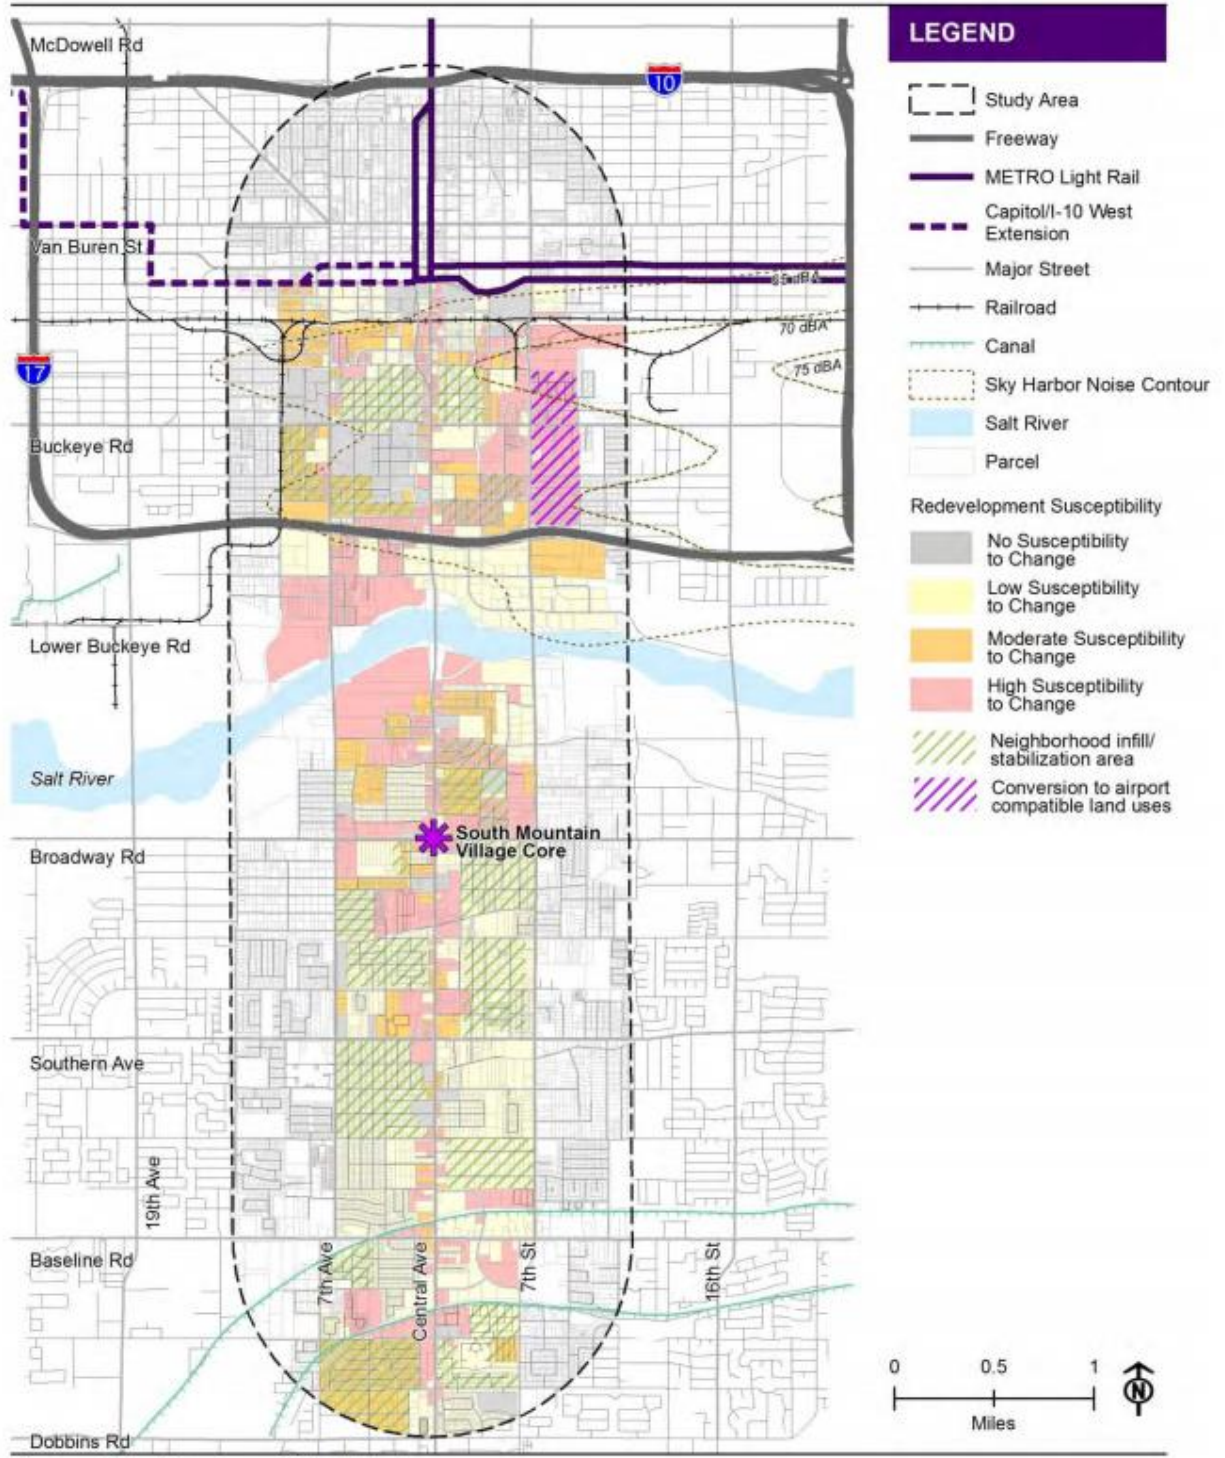 McDowell Rd
10
Van Buren St
65 dBA
70 dBA
75 dBA
17
Buckeye Rd
Lower Buckeye Rd
Salt River
South Mountain
Village Core
Broadway Rd
Southern Ave
19th Ave
Baseline Rd
7th Ave
Central Ave
7th St
16th St
Dobbins Rd
LEGEND
Study Area
Freeway
METRO Light Rail
Capitol/I-10 West
Extension
Major Street
Railroad
Canal
Sky Harbor Noise Contour
Salt River
Parcel
Redevelopment Susceptibility
No Susceptibility
to Change
Low Susceptibility
to Change
Moderate Susceptibility
to Change
High Susceptibility
to Change
Neighborhood infill/
stabilization area
Conversion to airport
compatible land uses
0 0.5 1
Miles
N